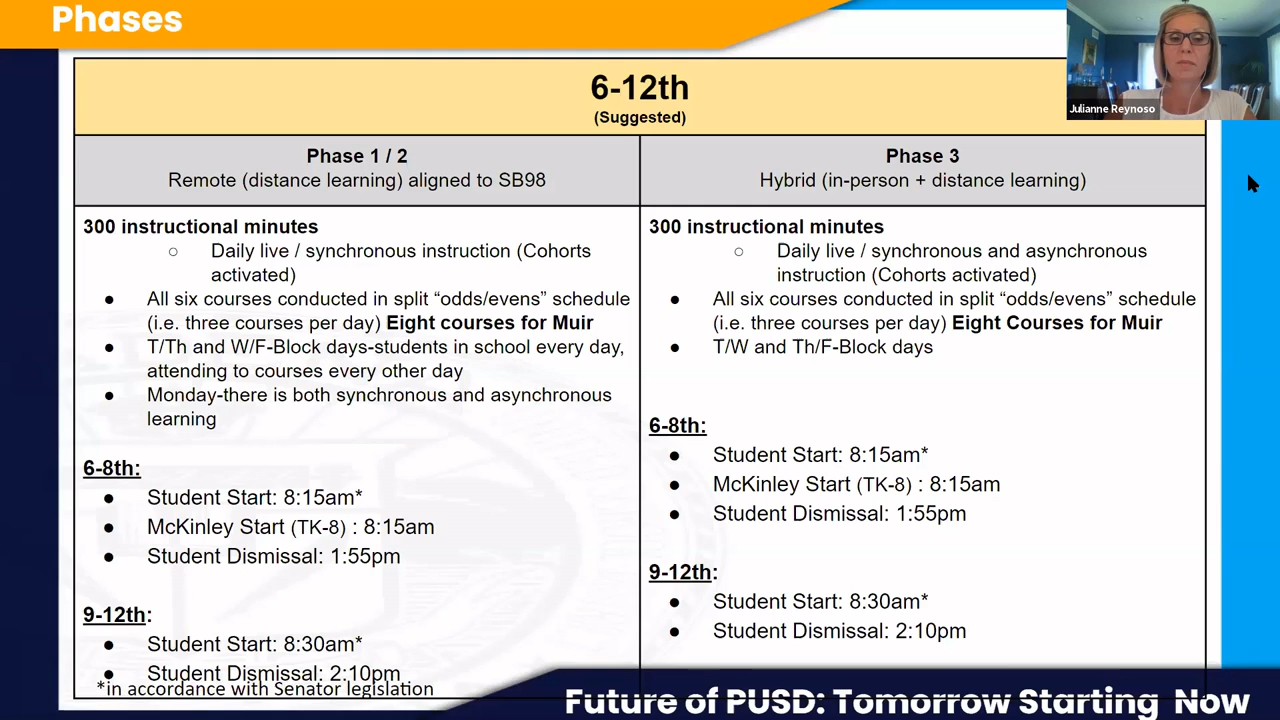 Phases
Julianne Reynoso
6-12th
(Suggested)
Phase 1 / 2
Remote (distance learning) aligned to SB98
300 instructional minutes
○ Daily live / synchronous instruction (Cohorts
activated)
● All six courses conducted in split “odds/evens” schedule
(i.e. three courses per day) Eight courses for Muir
● T/Th and W/F-Block days-students in school every day,
attending to courses every other day
● Monday-there is both synchronous and asynchronous
learning
6-8th:
● Student Start: 8:15am*
● McKinley Start (TK-8) : 8:15am
● Student Dismissal: 1:55pm
9-12th:
● Student Start: 8:30am*
● Student Dismissal: 2:10pm
*in accordance with Senator legislation
Phase 3
Hybrid (in-person + distance learning)
300 instructional minutes
○ Daily live / synchronous and asynchronous
instruction (Cohorts activated)
● All six courses conducted in split “odds/evens” schedule
(i.e. three courses per day) Eight Courses for Muir
● T/W and Th/F-Block days
6-8th:
● Student Start: 8:15am*
● McKinley Start (TK-8) : 8:15am
● Student Dismissal: 1:55pm
9-12th:
● Student Start: 8:30am*
● Student Dismissal: 2:10pm
Future of PUSD: Tomorrow Starting Now